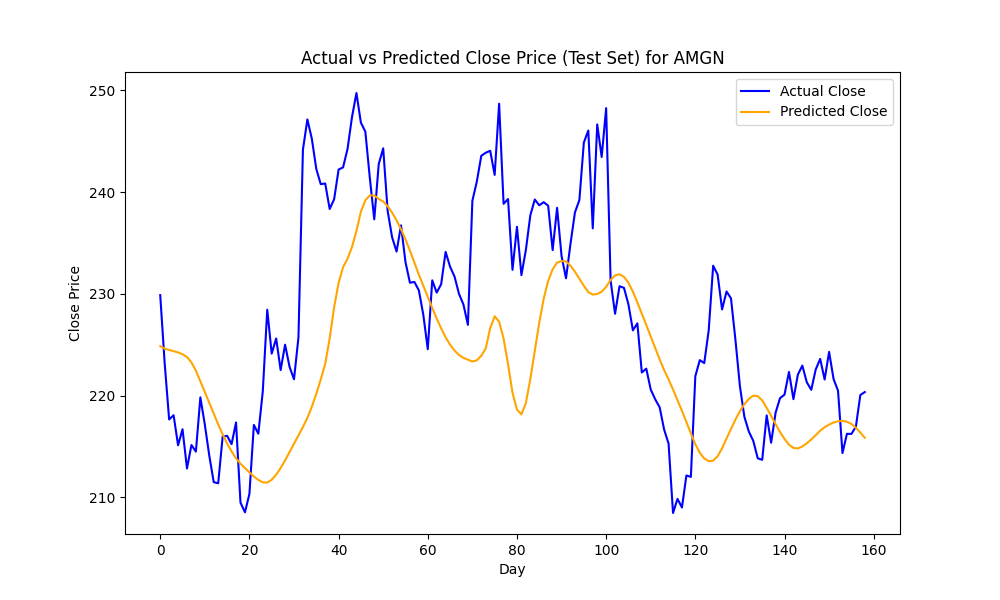 Actual vs Predicted Close Price (Test Set) for AMGN
Actual Close
Predicted Close
Close Price
250
240
230
220
210
0 20 40 60 80 100 120 140 160
Day